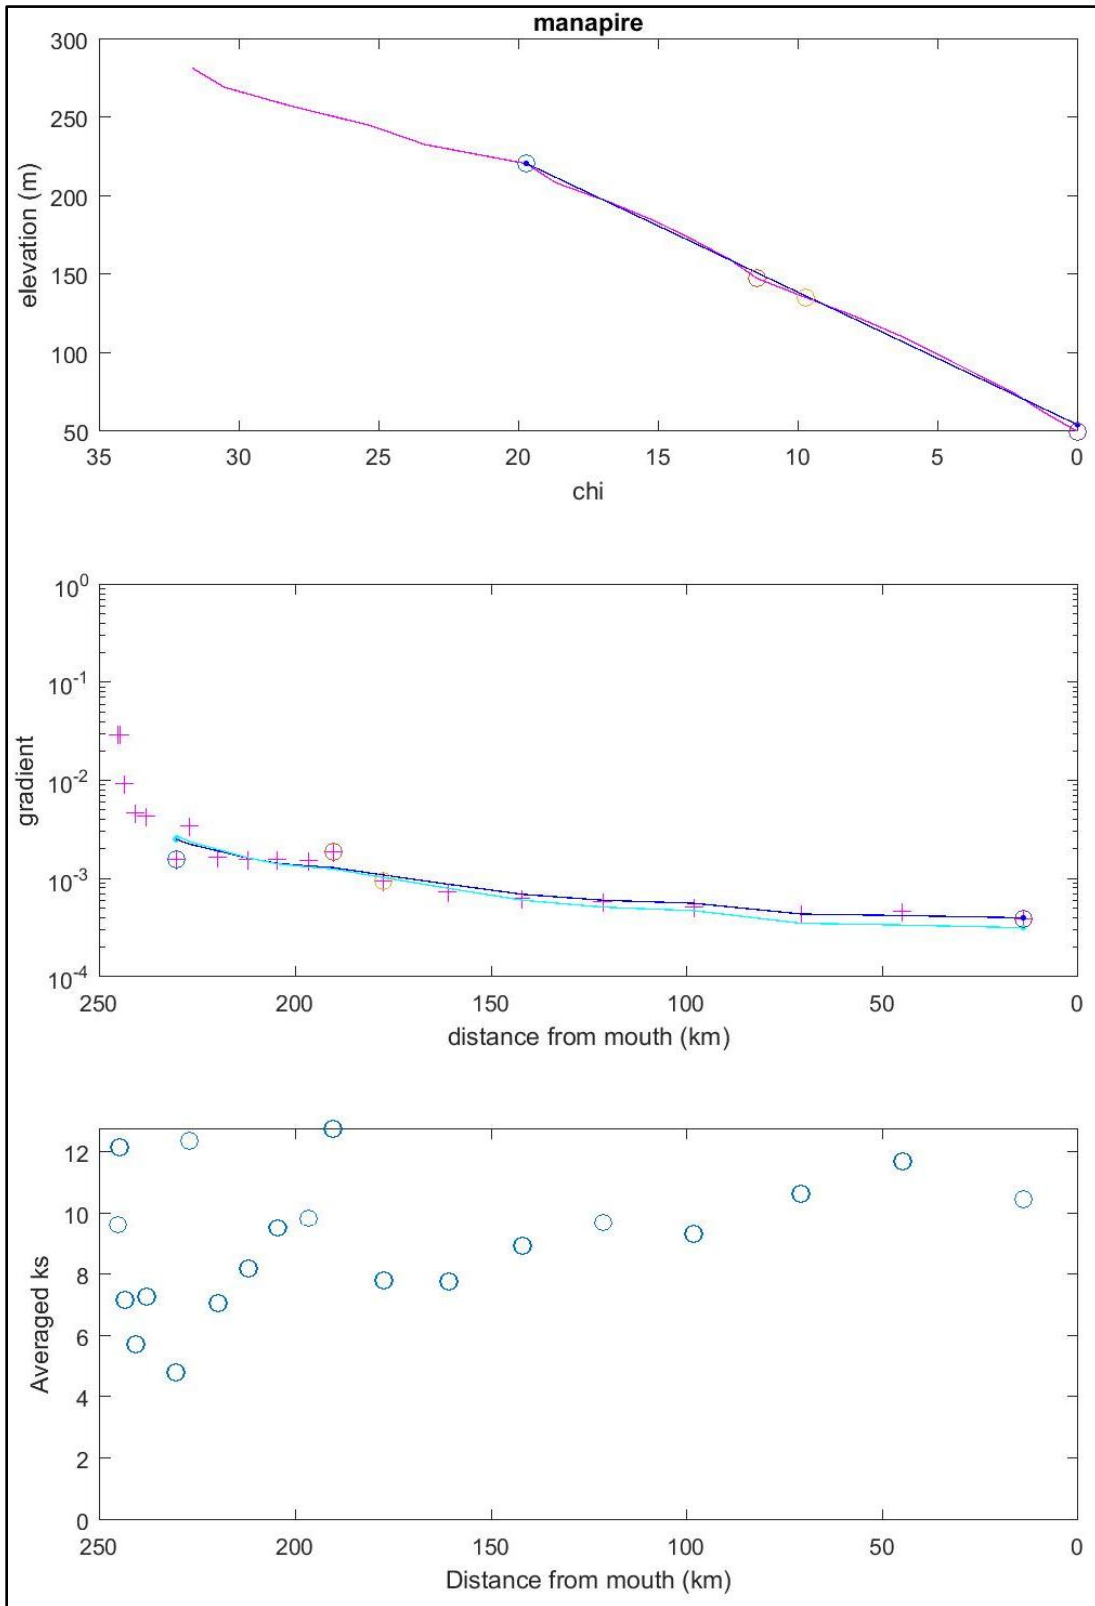 manapire
300
250
200
150
100
50
elevation (m)
35 30 25 20 15 10 5 0
chi
10^0
10^-1
10^-2
10^-3
10^-4
gradient
250 200 150 100 50 0
distance from mouth (km)
12
10
8
6
4
2
0
Averaged ks
250 200 150 100 50 0
Distance from mouth (km)